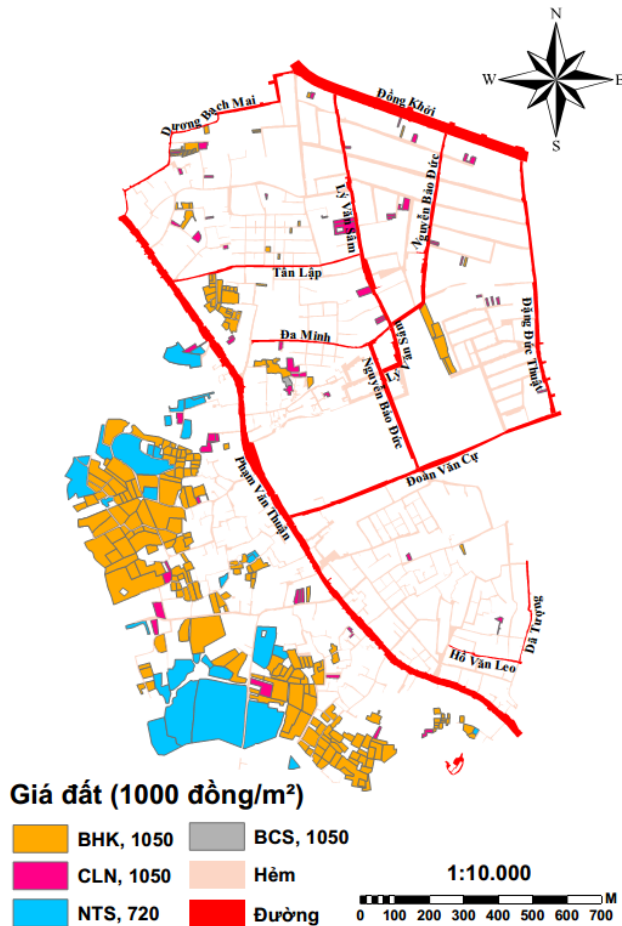 N
W E
S
Đồng Khởi
Dương Bạch Mai
Lý Văn Sâm
Nguyễn Bảo Đức
Tân Lập
Đa Minh
Đặng Đức Thuật
Văn Sâm
Lý
Nguyễn Bảo Đức
Đoàn Văn Cự
Phạm Văn Thuận
Dã Tượng
Hồ Văn Leo
Giá đất (1000 đồng/m²)
BHK, 1050 BCS, 1050
CLN, 1050 Hẻm
NTS, 720 Đường
1:10.000
M
0 100 200 300 400 500 600 700